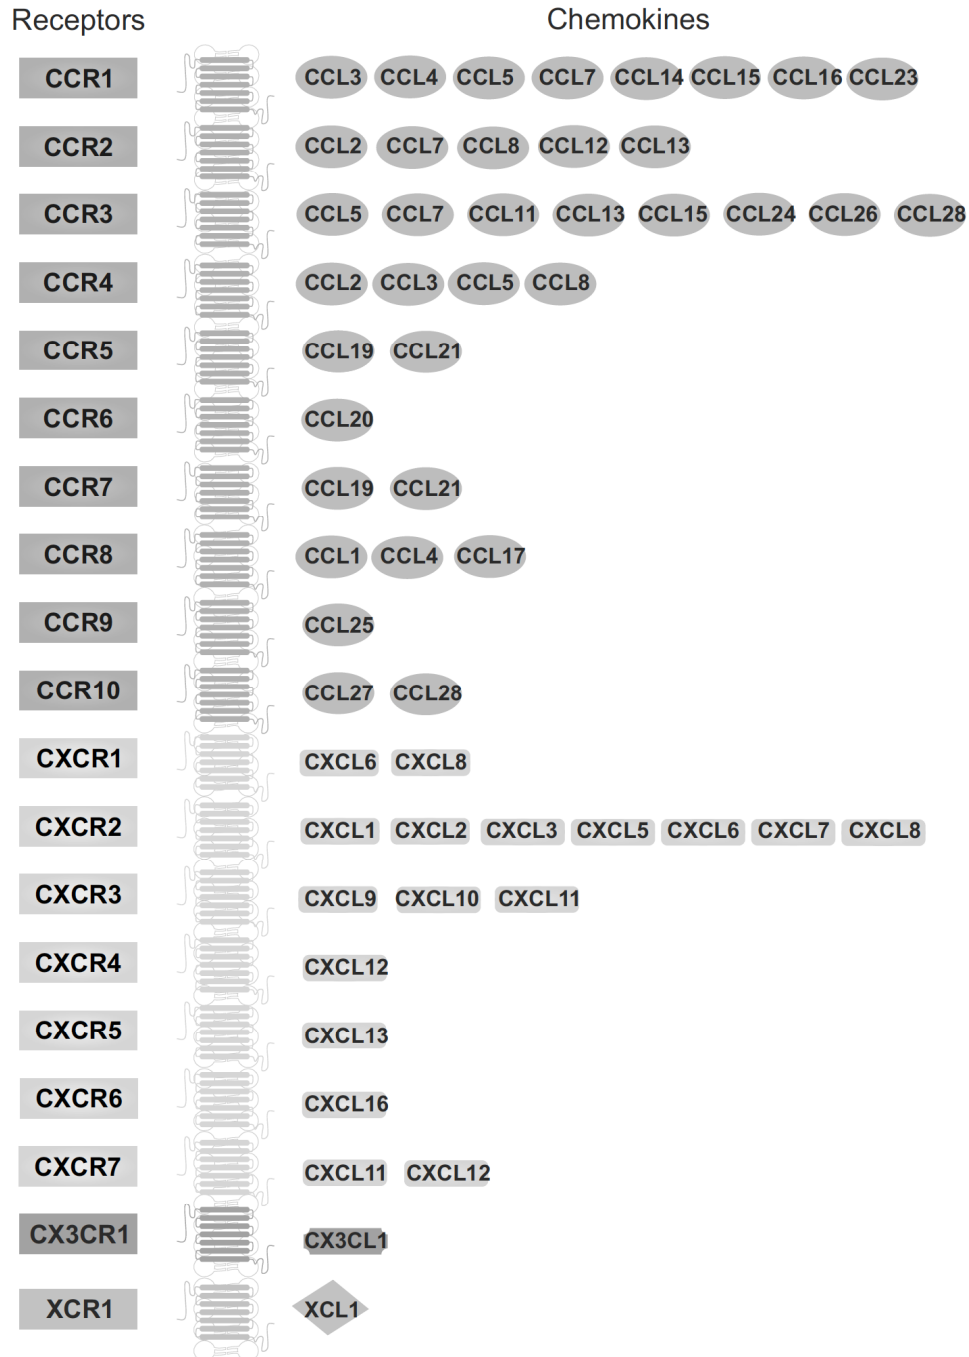 Receptors Chemokines
CCR1 CCL3 CCL4 CCL5 CCL7 CCL14 CCL15 CCL16 CCL23
CCR2 CCL2 CCL7 CCL8 CCL12 CCL13
CCR3 CCL5 CCL7 CCL11 CCL13 CCL15 CCL24 CCL26 CCL28
CCR4 CCL2 CCL3 CCL5 CCL8
CCR5 CCL19 CCL21
CCR6 CCL20
CCR7 CCL19 CCL21
CCR8 CCL1 CCL4 CCL17
CCR9 CCL25
CCR10 CCL27 CCL28
CXCR1 CXCL6 CXCL8
CXCR2 CXCL1 CXCL2 CXCL3 CXCL5 CXCL6 CXCL7 CXCL8
CXCR3 CXCL9 CXCL10 CXCL11
CXCR4 CXCL12
CXCR5 CXCL13
CXCR6 CXCL16
CXCR7 CXCL11 CXCL12
CX3CR1 CX3CL1
XCR1 XCL1